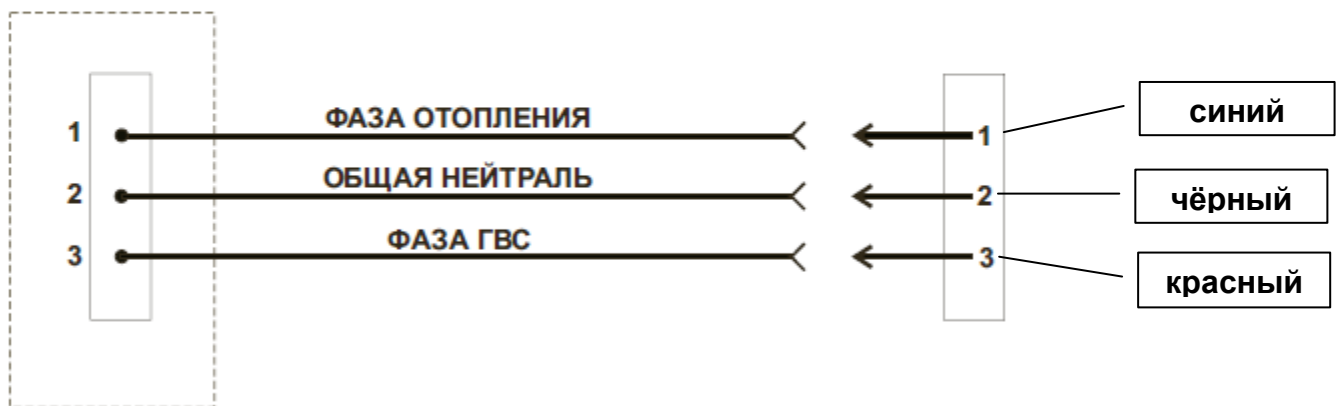 1 ФАЗА ОТОПЛЕНИЯ 1 синий
2 ОБЩАЯ НЕЙТРАЛЬ 2 чёрный
3 ФАЗА ГВС 3 красный